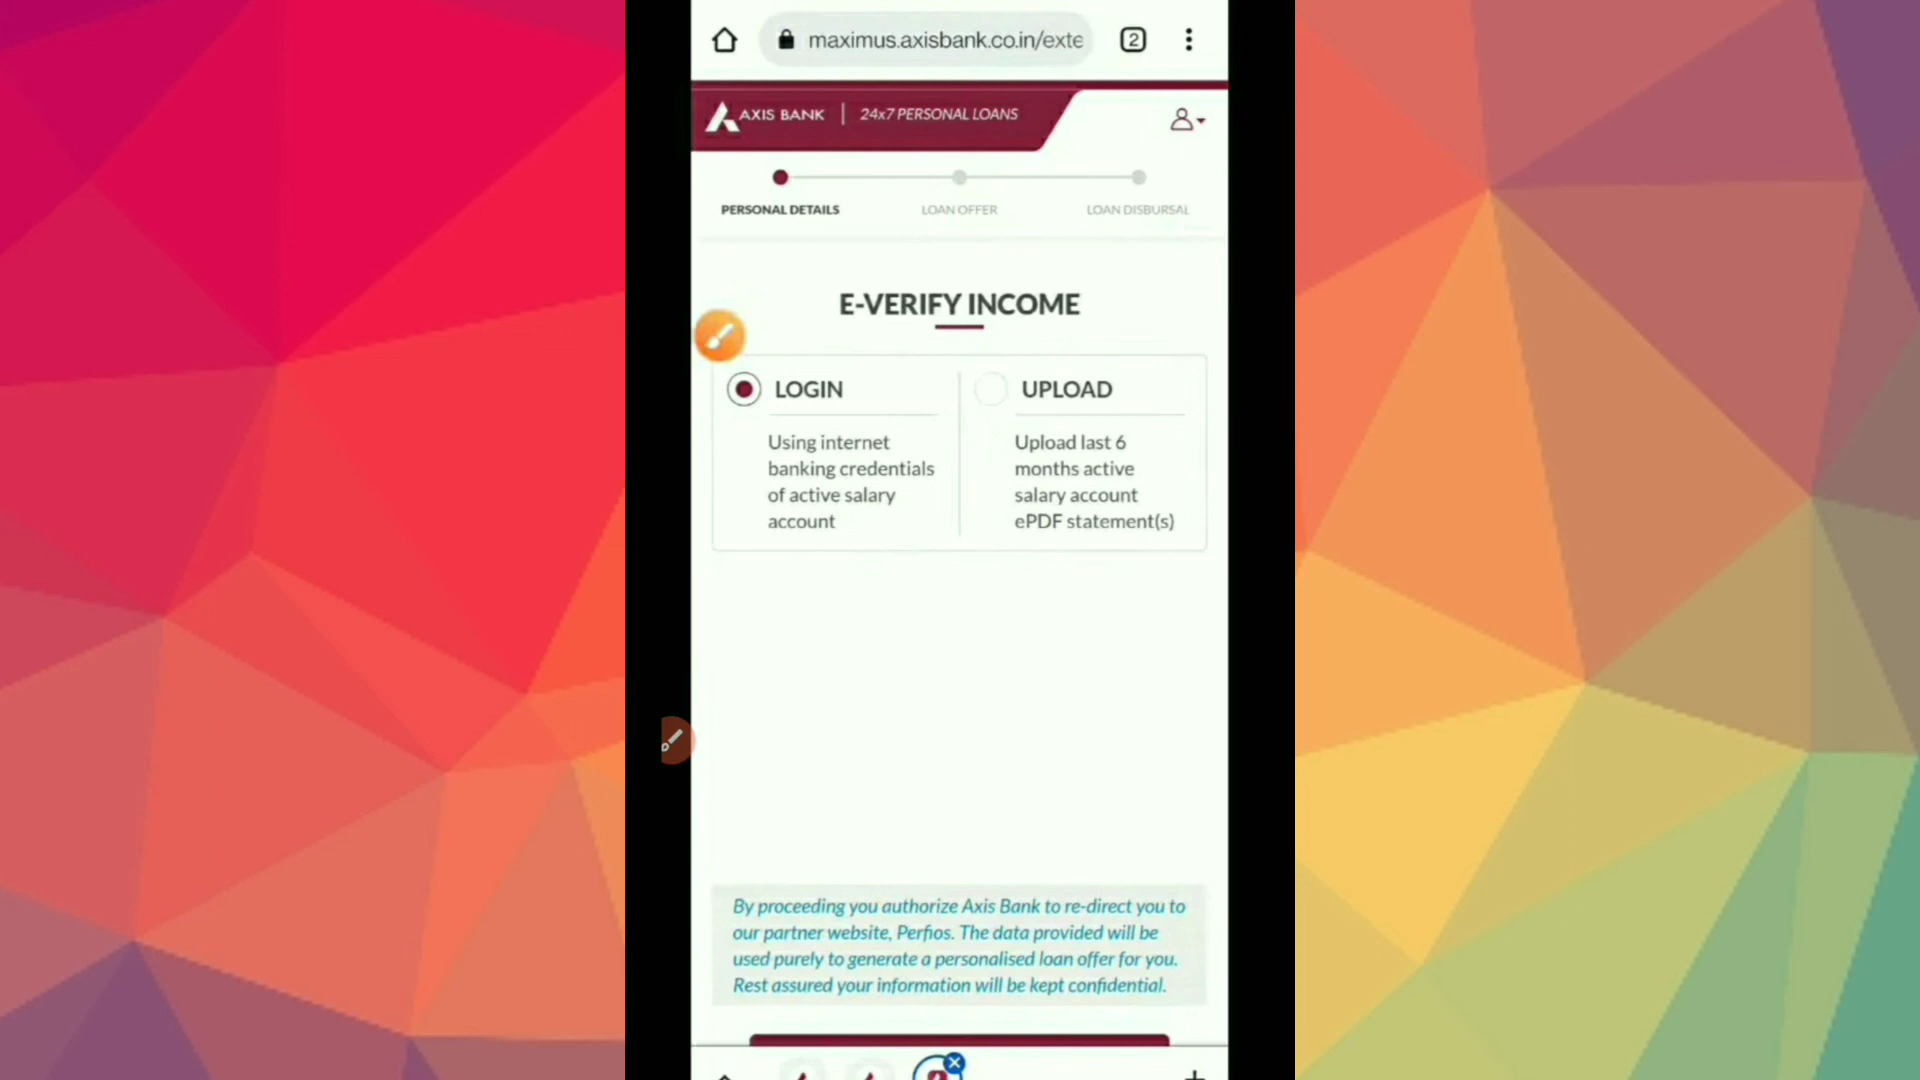 maximus.axisbank.co.in/exte
2
AXIS BANK | 24x7 PERSONAL LOANS
PERSONAL DETAILS
LOAN OFFER
LOAN DISBURSAL
E-VERIFY INCOME
LOGIN
Using internet
banking credentials
of active salary
account
UPLOAD
Upload last 6
months active
salary account
ePDF statement(s)
By proceeding you authorize Axis Bank to re-direct you to
our partner website, Perfios. The data provided will be
used purely to generate a personalised loan offer for you.
Rest assured your information will be kept confidential.